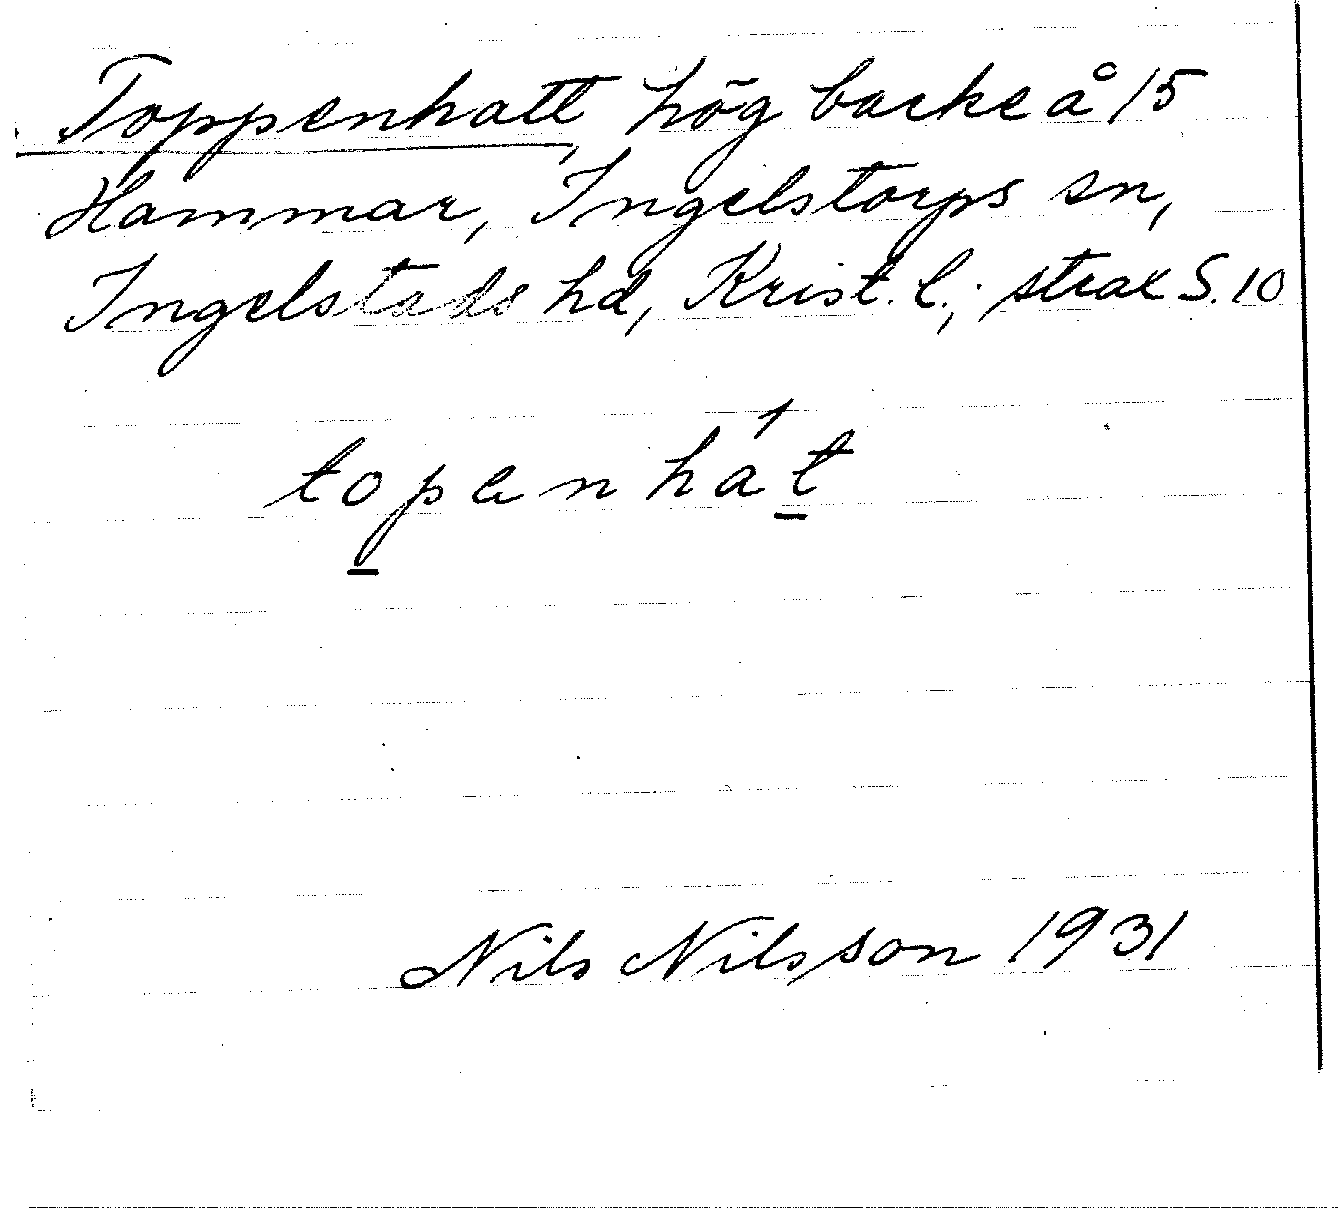 Toppenhatt, hög backe å 15
Hammar, Ingelstorps sn,
Ingelstads hd, Krist. l.; strax S. 10
topenhát
Nils Nilsson 1931